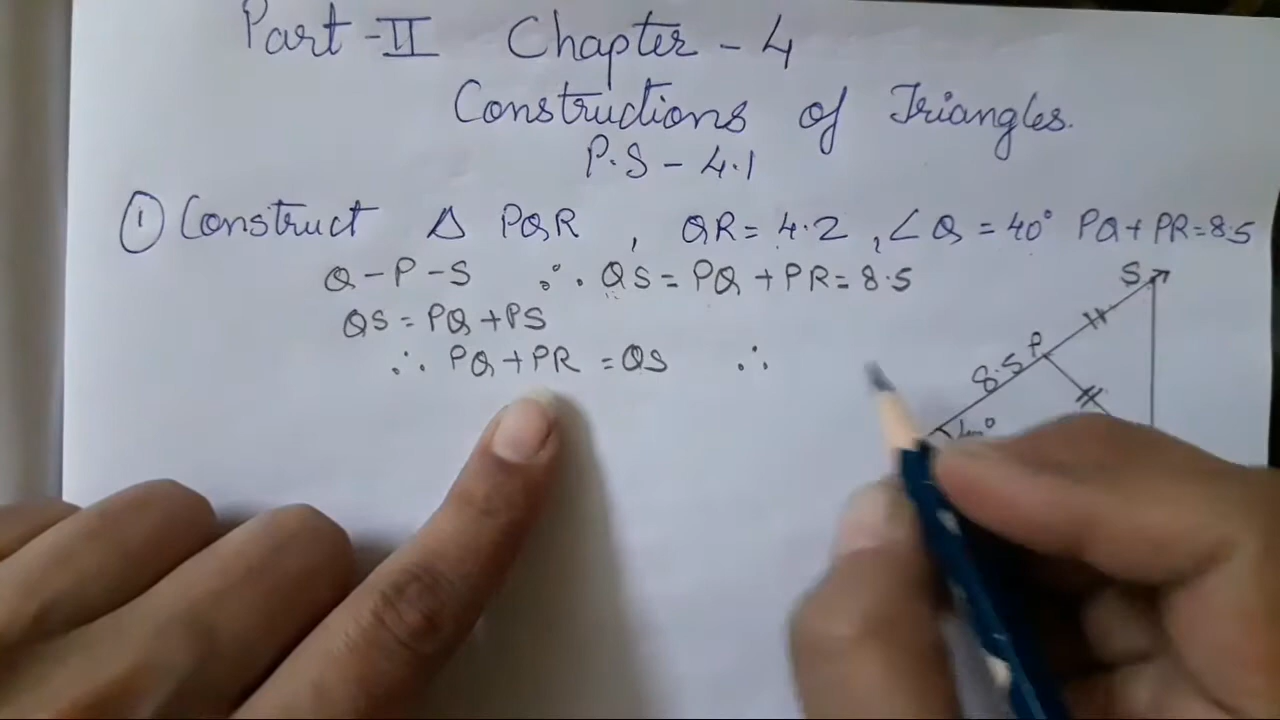 Part-II Chapter-4
Constructions of Triangles.
P.S-4.1
① Construct Δ PQR, QR=4.2, ∠Q=40° PQ+PR=8.5
Q-P-S ∴ QS=PQ+PR=8.5
QS=PQ+PS
∴ PQ+PR=QS ∴
S
P
8.5